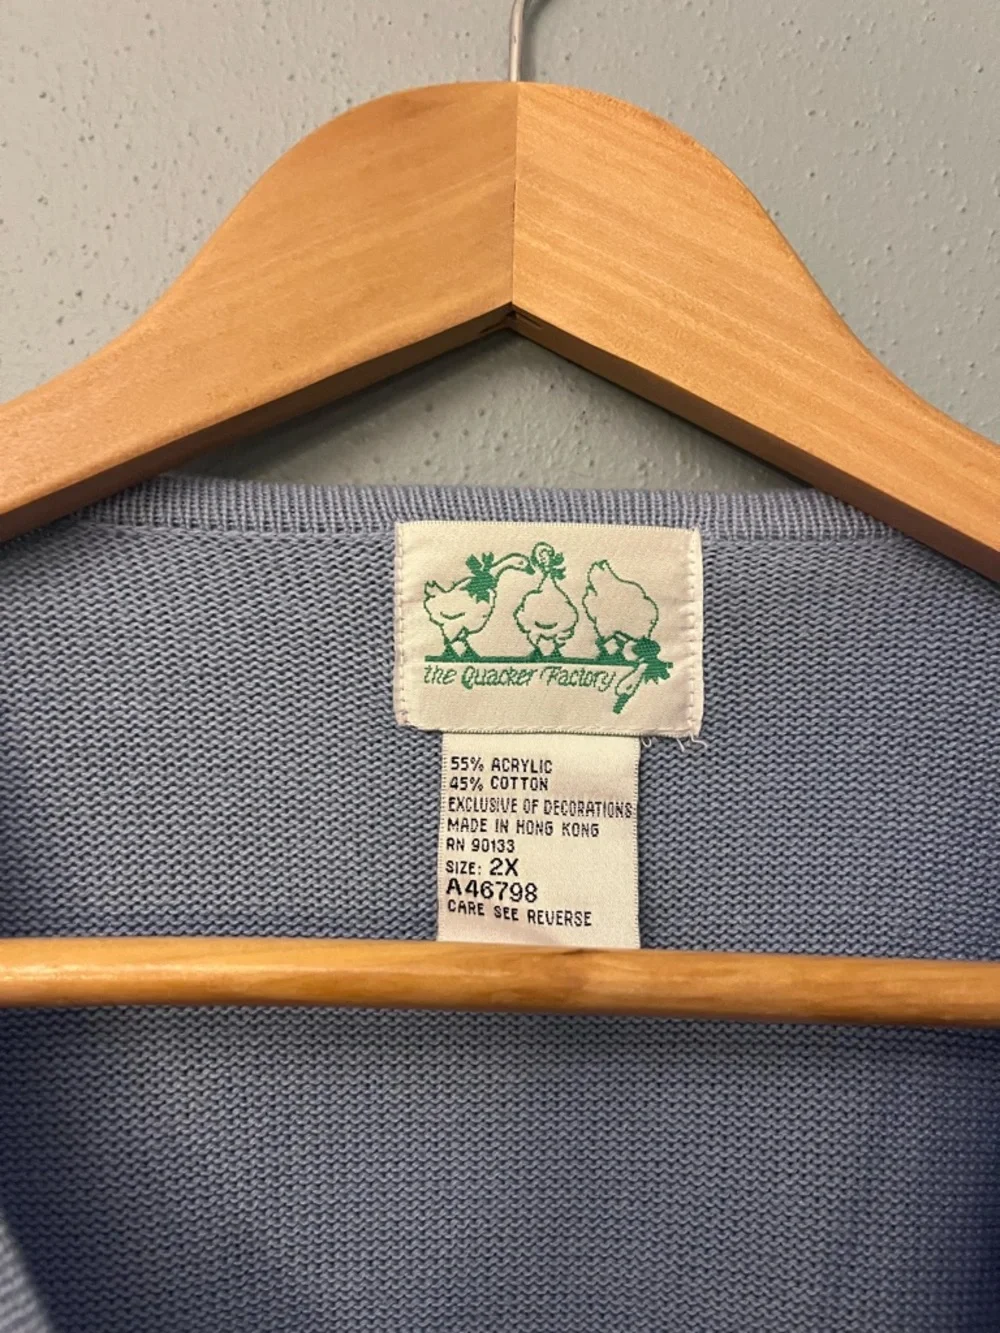 the Quacker Factory
55% ACRYLIC
45% COTTON
EXCLUSIVE OF DECORATIONS
MADE IN HONG KONG
RN 90133
SIZE: 2X
A46798
CARE SEE REVERSE